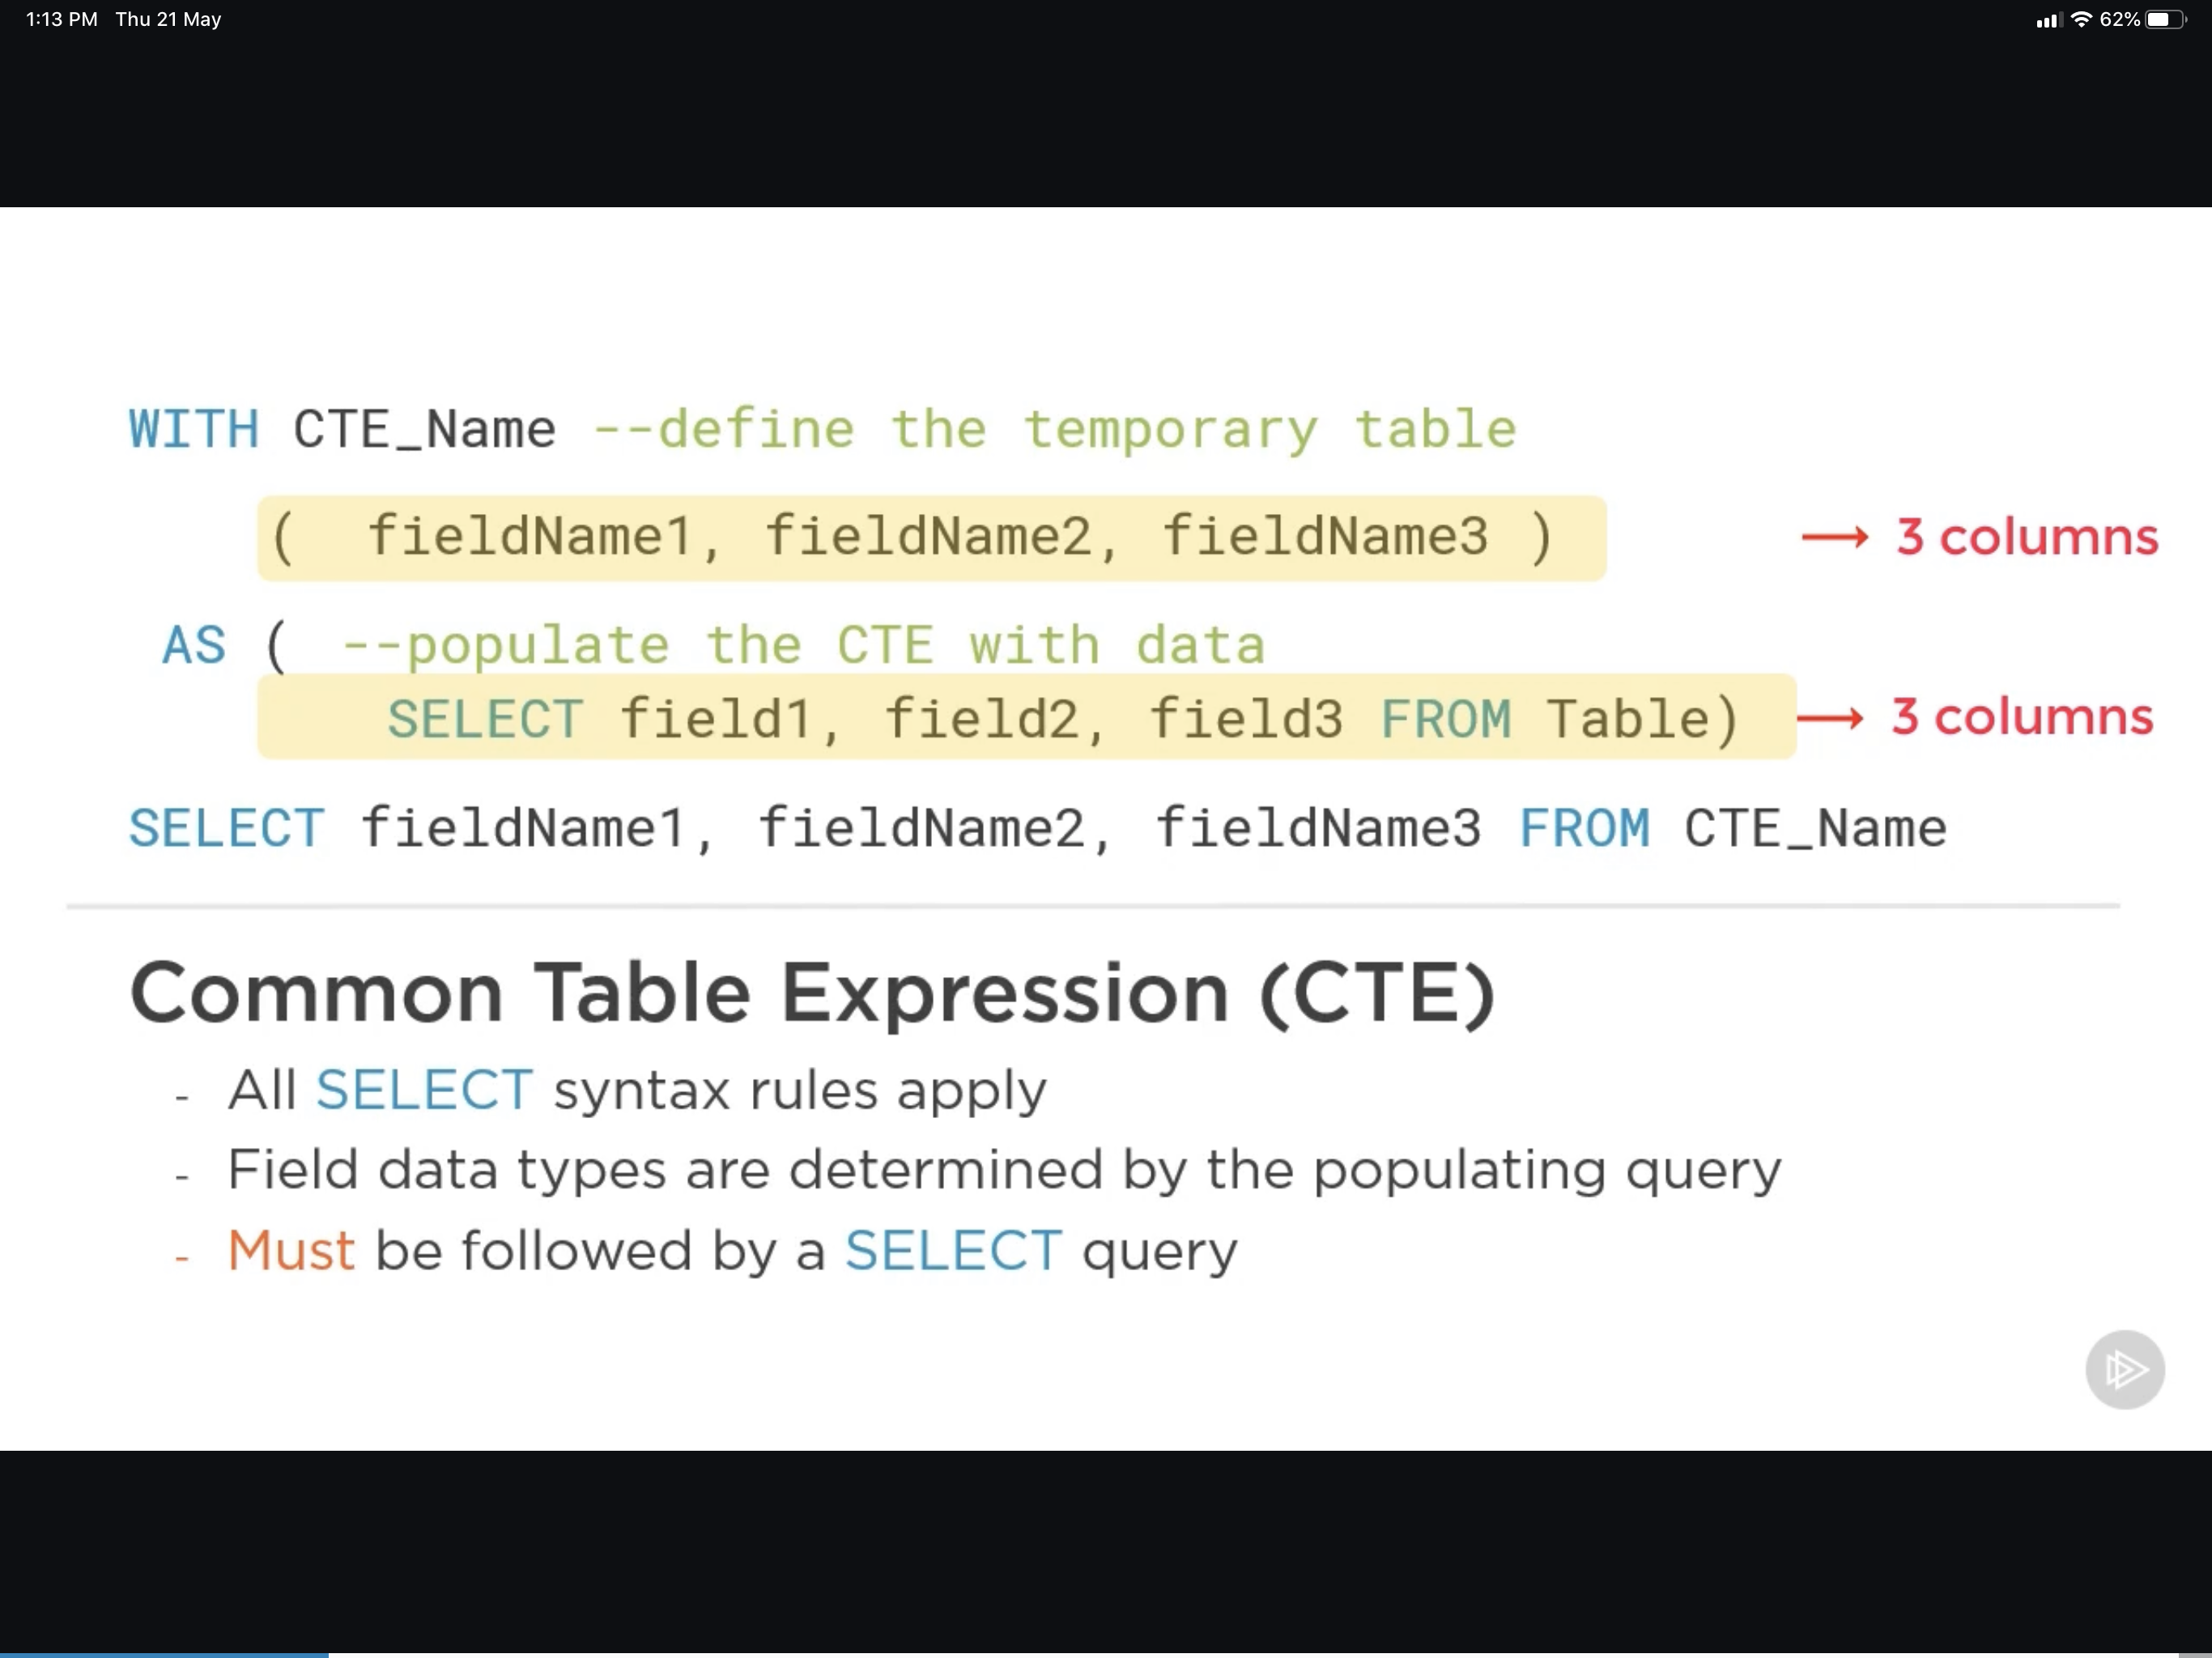 1:13 PM Thu 21 May 62%
WITH CTE_Name --define the temporary table
( fieldName1, fieldName2, fieldName3 ) → 3 columns
AS ( --populate the CTE with data
SELECT field1, field2, field3 FROM Table) → 3 columns
SELECT fieldName1, fieldName2, fieldName3 FROM CTE_Name
Common Table Expression (CTE)
- All SELECT syntax rules apply
- Field data types are determined by the populating query
- Must be followed by a SELECT query